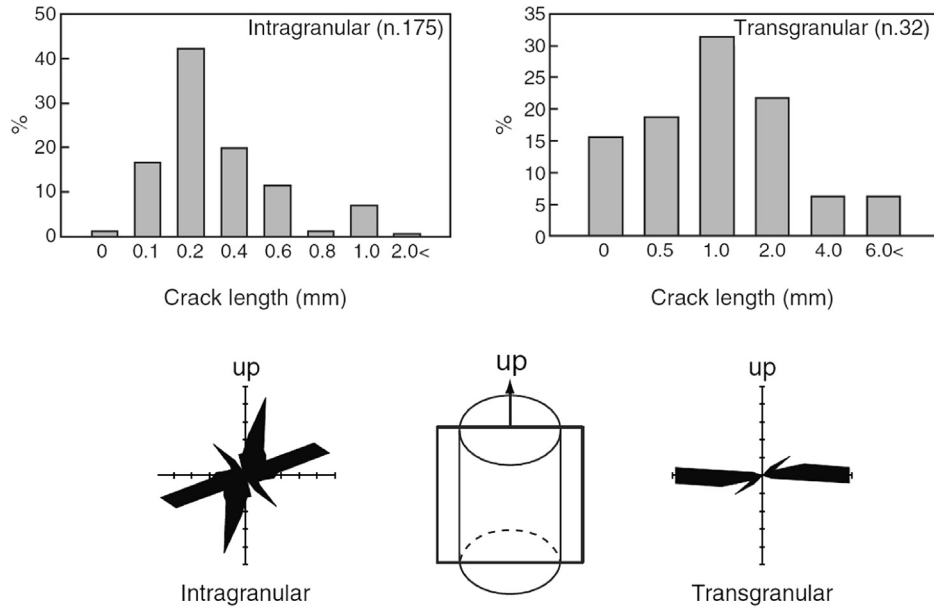 Intragranular (n.175)
50
40
30
20
10
0
%
0 0.1 0.2 0.4 0.6 0.8 1.0 2.0<
Crack length (mm)
Transgranular (n.32)
35
30
25
20
15
10
5
0
%
0 0.5 1.0 2.0 4.0 6.0<
Crack length (mm)
up
up
up
Intragranular
Transgranular